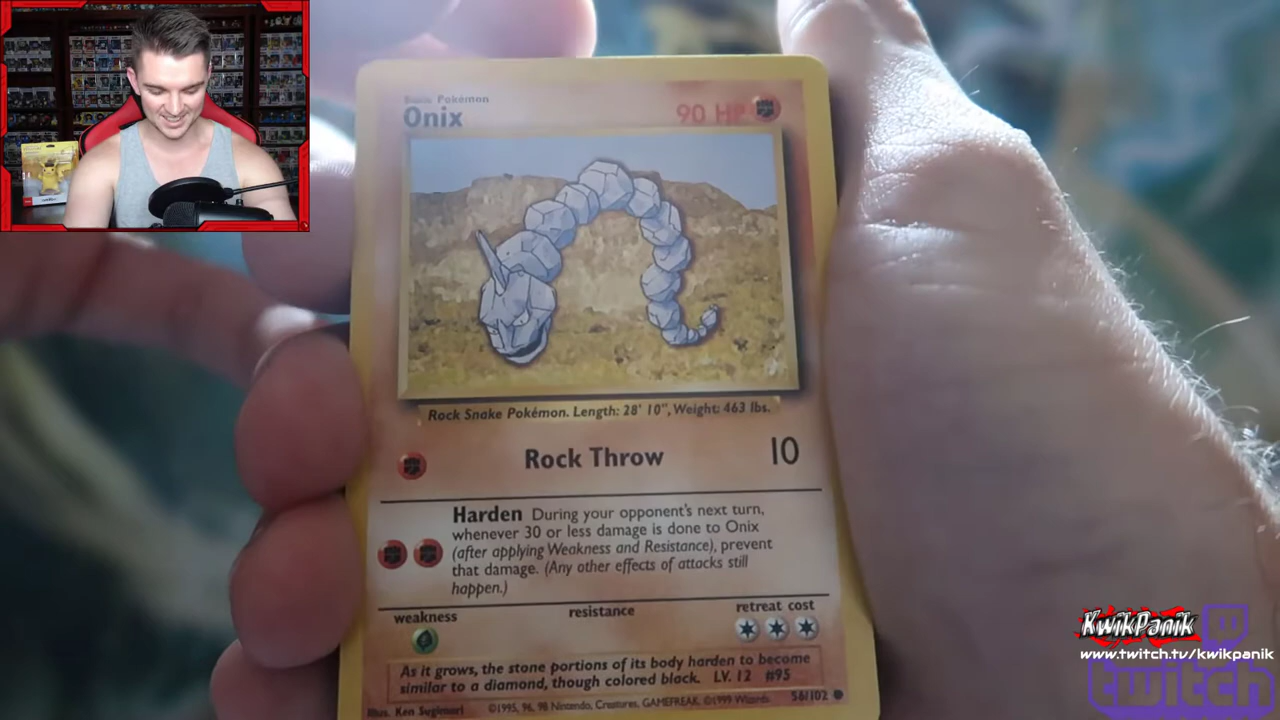 Basic Pokémon
Onix
90 HP
Rock Snake Pokémon. Length: 28' 10", Weight: 463 lbs.
Rock Throw 10
Harden During your opponent's next turn,
whenever 30 or less damage is done to Onix
(after applying Weakness and Resistance), prevent
that damage. (Any other effects of attacks still
happen.)
weakness resistance retreat cost
As it grows, the stone portions of its body harden to become
similar to a diamond, though colored black. LV. 12 #95
Illus. Ken Sugimori ©1995, 96, 98 Nintendo, Creatures, GAMEFREAK. ©1999 Wizards. 56/102
KwikPanik
www.twitch.tv/kwikpanik
twitch